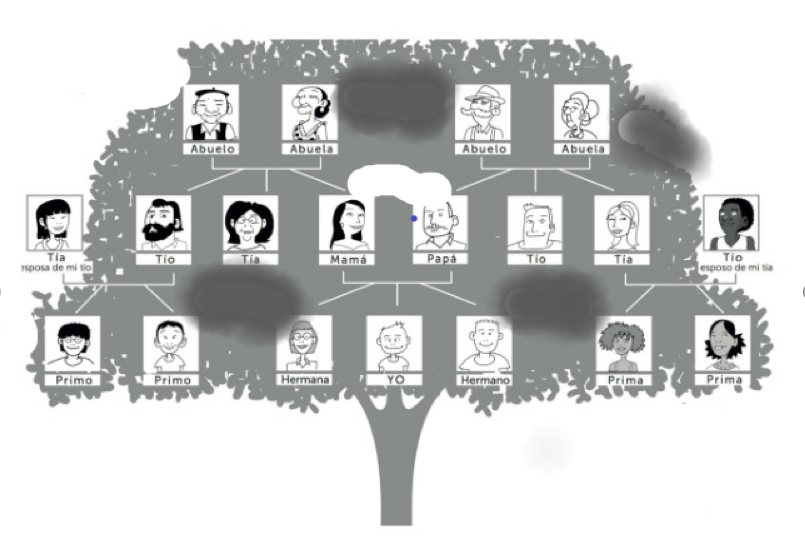 Abuelo
Abuela
Abuelo
Abuela
Tía
esposa de mi tío
Tío
Tía
Mamá
Papá
Tío
Tía
Tío
esposo de mi tía
Primo
Primo
Hermana
YO
Hermano
Prima
Prima